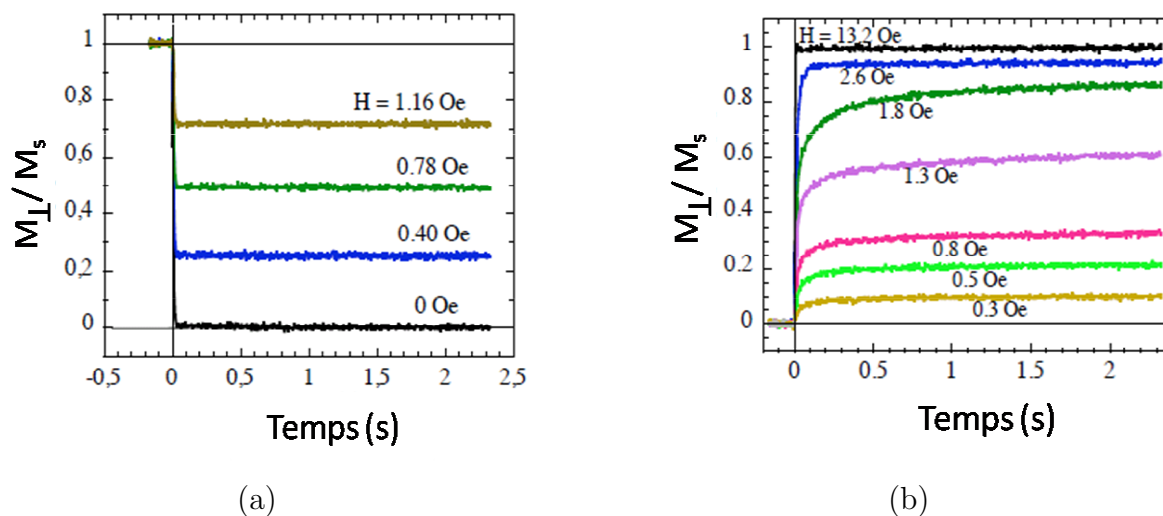 1
0,8
0,6
0,4
0,2
0
M⊥/ Ms
H = 1.16 Oe
0.78 Oe
0.40 Oe
0 Oe
-0,5 0 0,5 1 1,5 2 2,5
Temps (s)
(a)
1
0.8
0.6
0.4
0.2
0
M⊥/ Ms
H = 13.2 Oe
2.6 Oe
1.8 Oe
1.3 Oe
0.8 Oe
0.5 Oe
0.3 Oe
0 0.5 1 1.5 2
Temps (s)
(b)